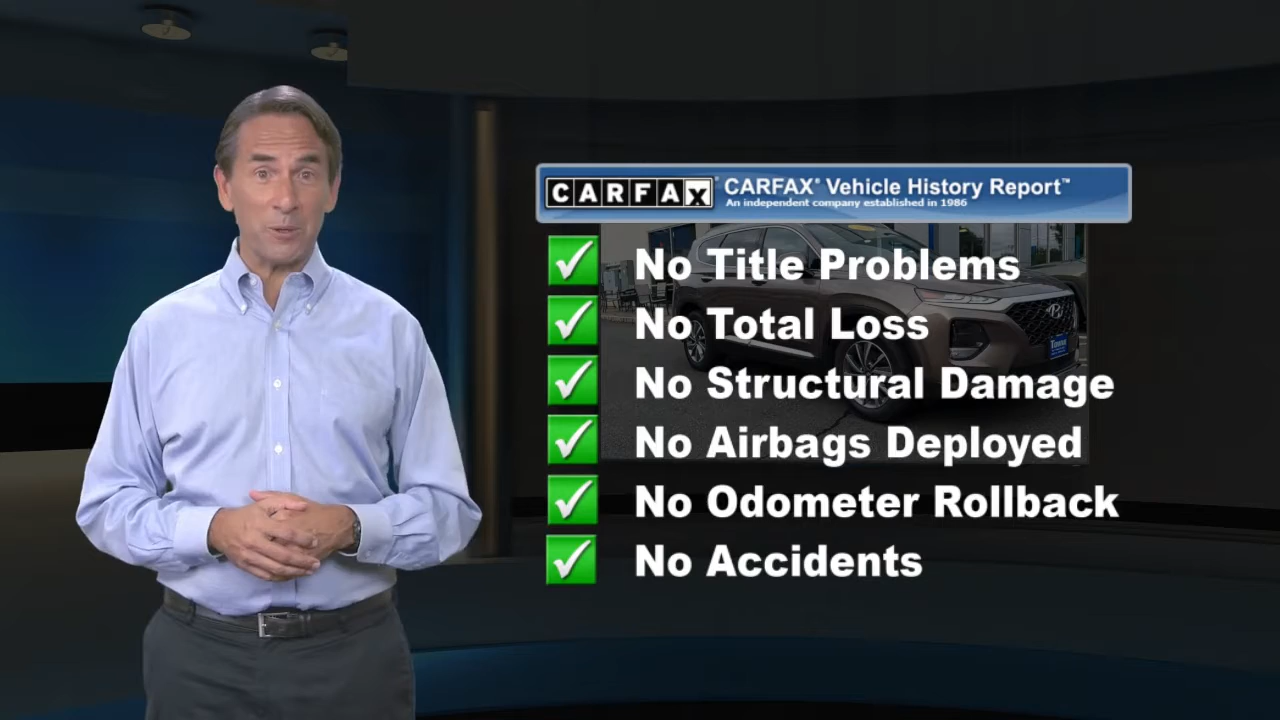 CARFAX
CARFAX® Vehicle History Report™
An independent company established in 1986
No Title Problems
No Total Loss
No Structural Damage
No Airbags Deployed
No Odometer Rollback
No Accidents